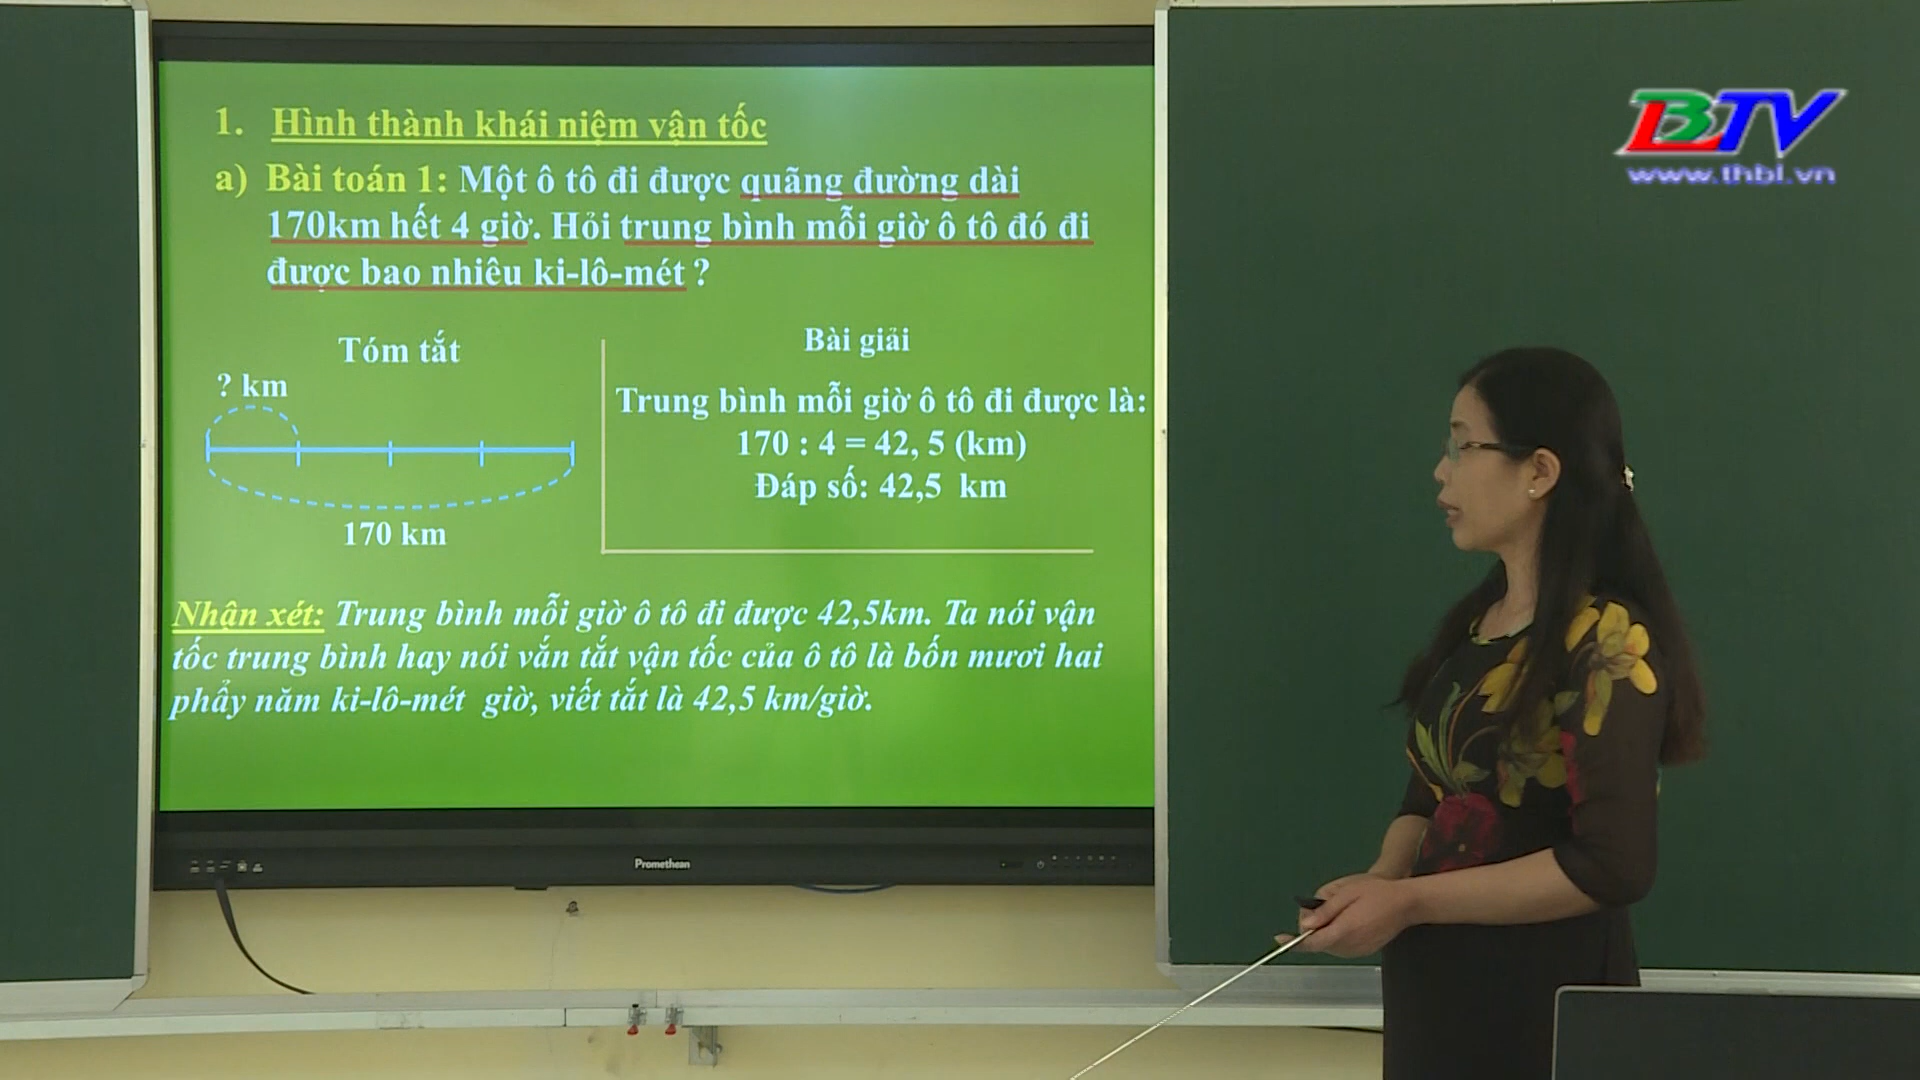 BTV
www.thbl.vn
1. Hình thành khái niệm vận tốc
a) Bài toán 1: Một ô tô đi được quãng đường dài
170km hết 4 giờ. Hỏi trung bình mỗi giờ ô tô đó đi
được bao nhiêu ki-lô-mét ?
Tóm tắt
? km
170 km
Bài giải
Trung bình mỗi giờ ô tô đi được là:
170 : 4 = 42, 5 (km)
Đáp số: 42,5 km
Nhận xét: Trung bình mỗi giờ ô tô đi được 42,5km. Ta nói vận
tốc trung bình hay nói vắn tắt vận tốc của ô tô là bốn mươi hai
phẩy năm ki-lô-mét giờ, viết tắt là 42,5 km/giờ.
Promethean